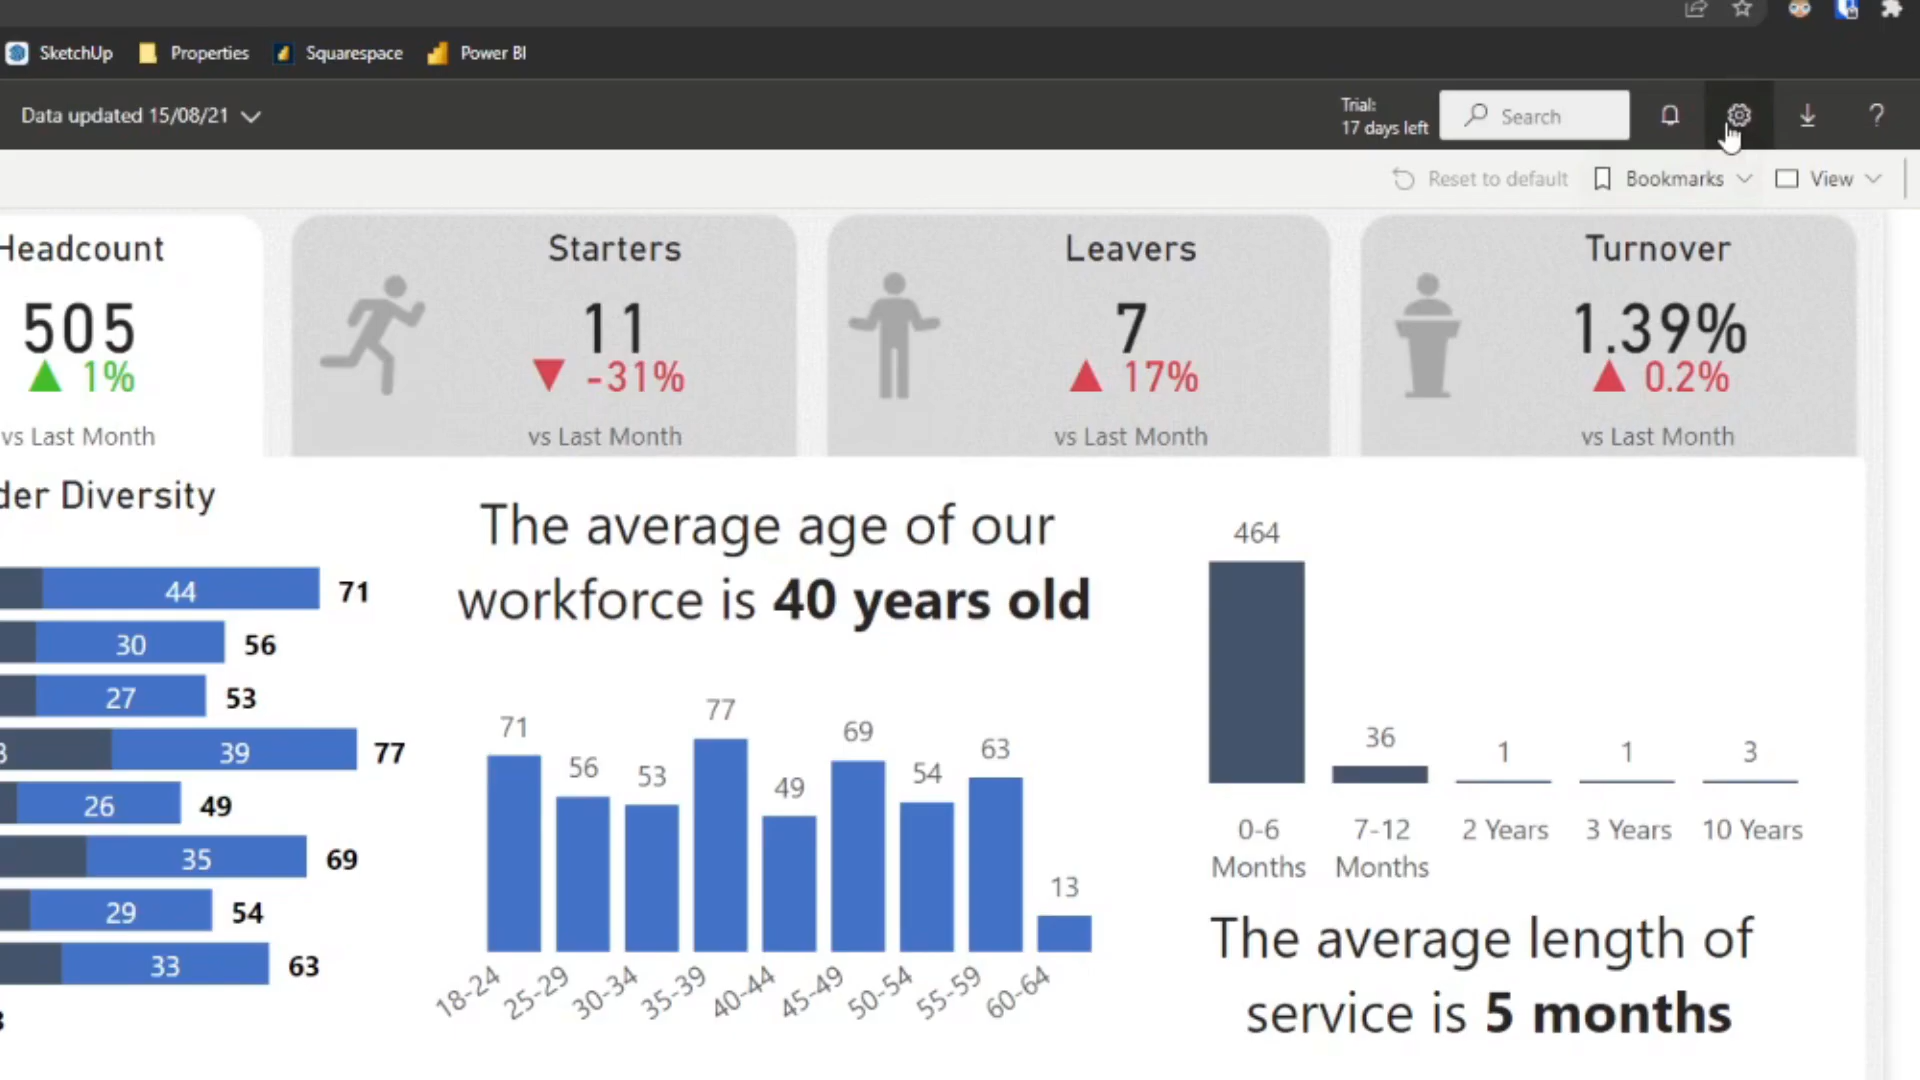 SketchUp Properties Squarespace Power BI
Data updated 15/08/21
Trial:
17 days left
Search
?
Reset to default Bookmarks View
Headcount
505
1%
vs Last Month
Starters
11
-31%
vs Last Month
Leavers
7
17%
vs Last Month
Turnover
1.39%
0.2%
vs Last Month
der Diversity
44 71
30 56
27 53
39 77
26 49
35 69
29 54
33 63
The average age of our
workforce is 40 years old
71 56 53 77 49 69 54 63 13
18-24 25-29 30-34 35-39 40-44 45-49 50-54 55-59 60-64
464 36 1 1 3
0-6 7-12 2 Years 3 Years 10 Years
Months Months
The average length of
service is 5 months